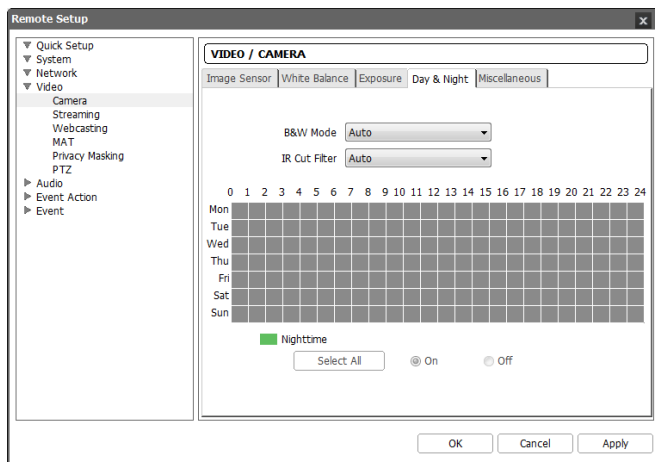 Remote Setup
x
Quick Setup
System
Network
Video
Camera
Streaming
Webcasting
MAT
Privacy Masking
PTZ
Audio
Event Action
Event
VIDEO / CAMERA
Image Sensor White Balance Exposure Day & Night Miscellaneous
B&W Mode Auto
IR Cut Filter Auto
0 1 2 3 4 5 6 7 8 9 10 11 12 13 14 15 16 17 18 19 20 21 22 23 24
Mon
Tue
Wed
Thu
Fri
Sat
Sun
Nighttime
Select All On Off
OK Cancel Apply